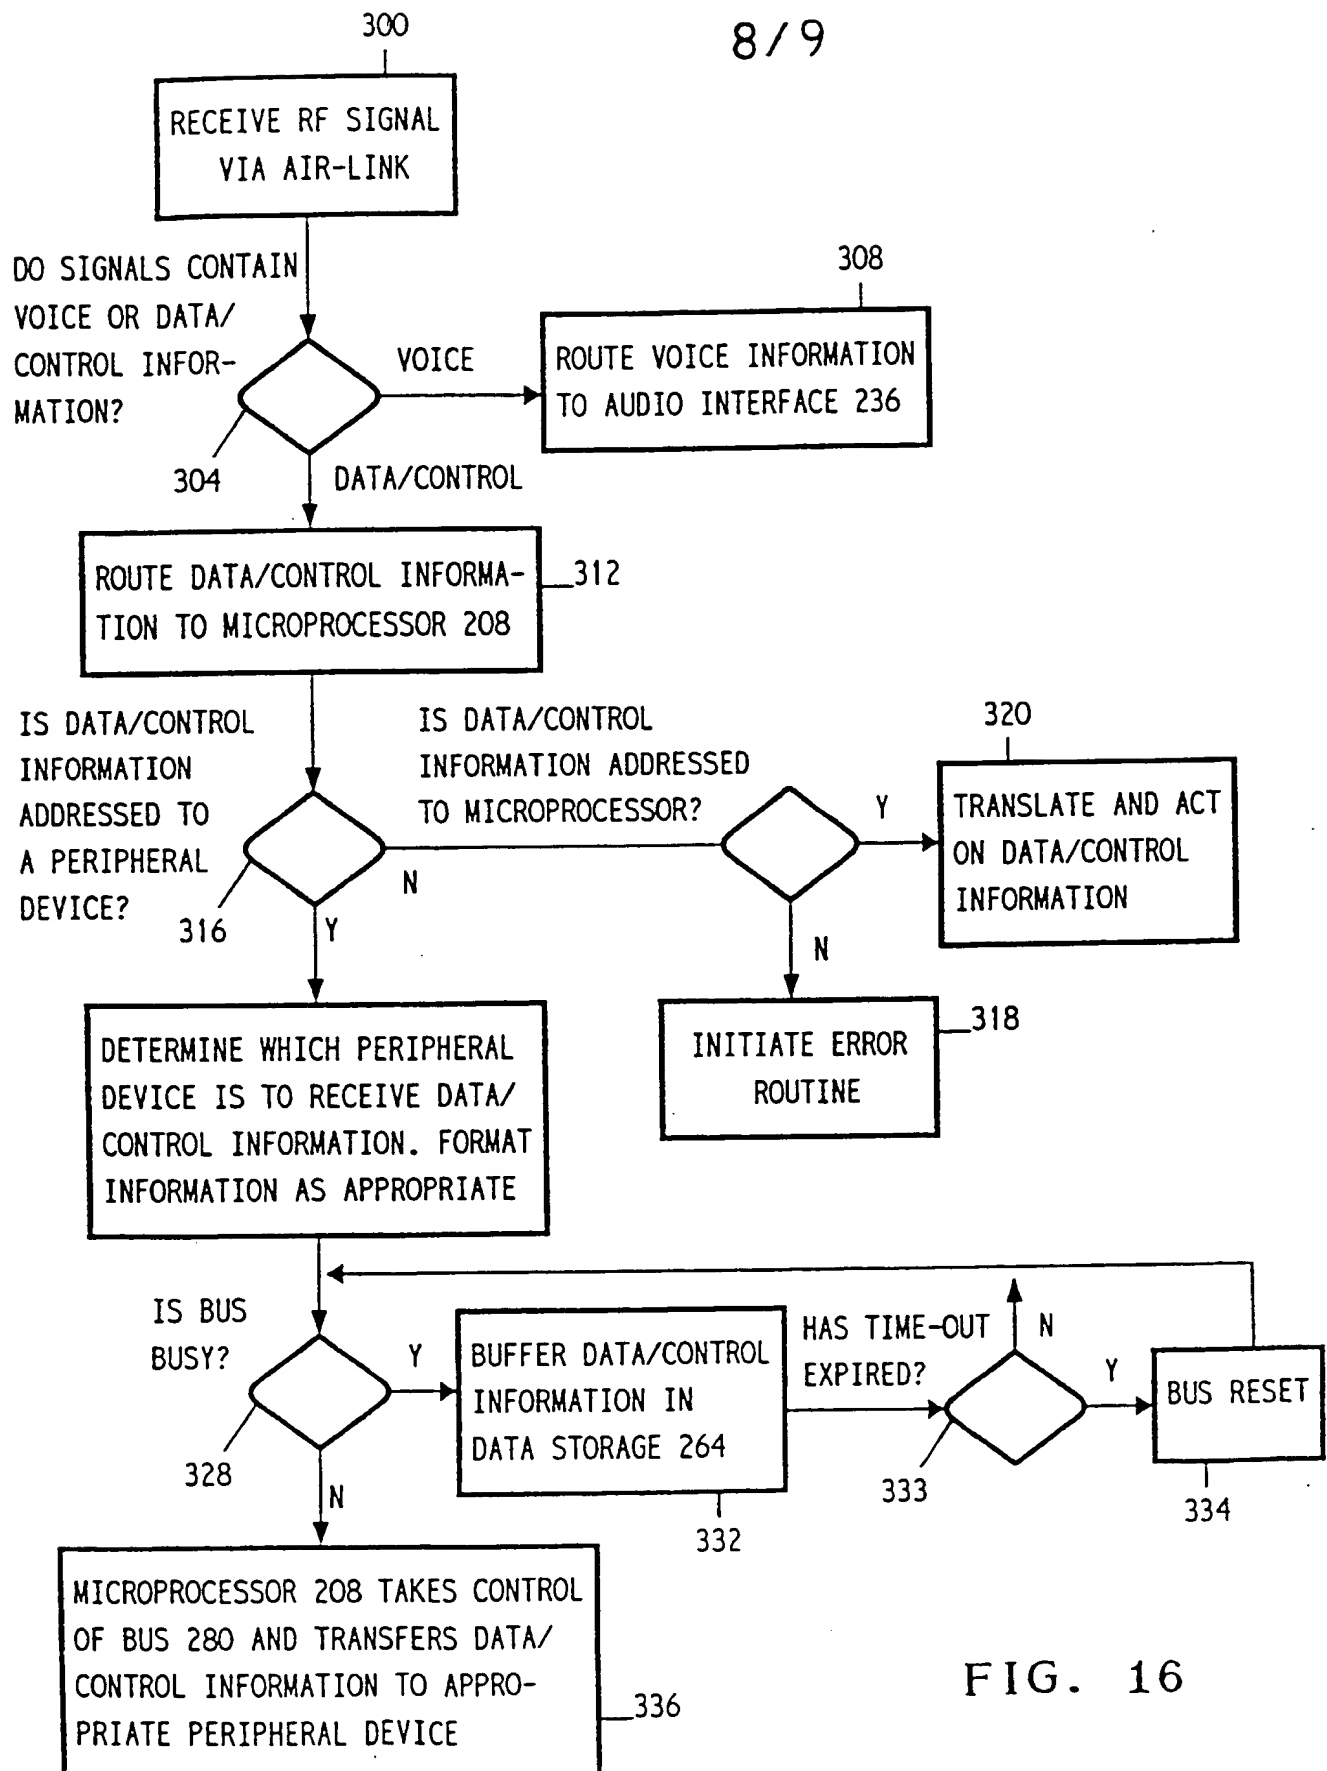 8/9
300
RECEIVE RF SIGNAL
VIA AIR-LINK
DO SIGNALS CONTAIN
VOICE OR DATA/
CONTROL INFOR-
MATION?
304
VOICE
308
ROUTE VOICE INFORMATION
TO AUDIO INTERFACE 236
DATA/CONTROL
ROUTE DATA/CONTROL INFORMA-
TION TO MICROPROCESSOR 208
312
IS DATA/CONTROL
INFORMATION
ADDRESSED TO
A PERIPHERAL
DEVICE?
316
N
Y
IS DATA/CONTROL
INFORMATION ADDRESSED
TO MICROPROCESSOR?
Y
320
TRANSLATE AND ACT
ON DATA/CONTROL
INFORMATION
N
INITIATE ERROR
ROUTINE
318
DETERMINE WHICH PERIPHERAL
DEVICE IS TO RECEIVE DATA/
CONTROL INFORMATION. FORMAT
INFORMATION AS APPROPRIATE
IS BUS
BUSY?
328
Y
N
BUFFER DATA/CONTROL
INFORMATION IN
DATA STORAGE 264
332
HAS TIME-OUT
EXPIRED?
333
N
Y
BUS RESET
334
MICROPROCESSOR 208 TAKES CONTROL
OF BUS 280 AND TRANSFERS DATA/
CONTROL INFORMATION TO APPRO-
PRIATE PERIPHERAL DEVICE
336
FIG. 16